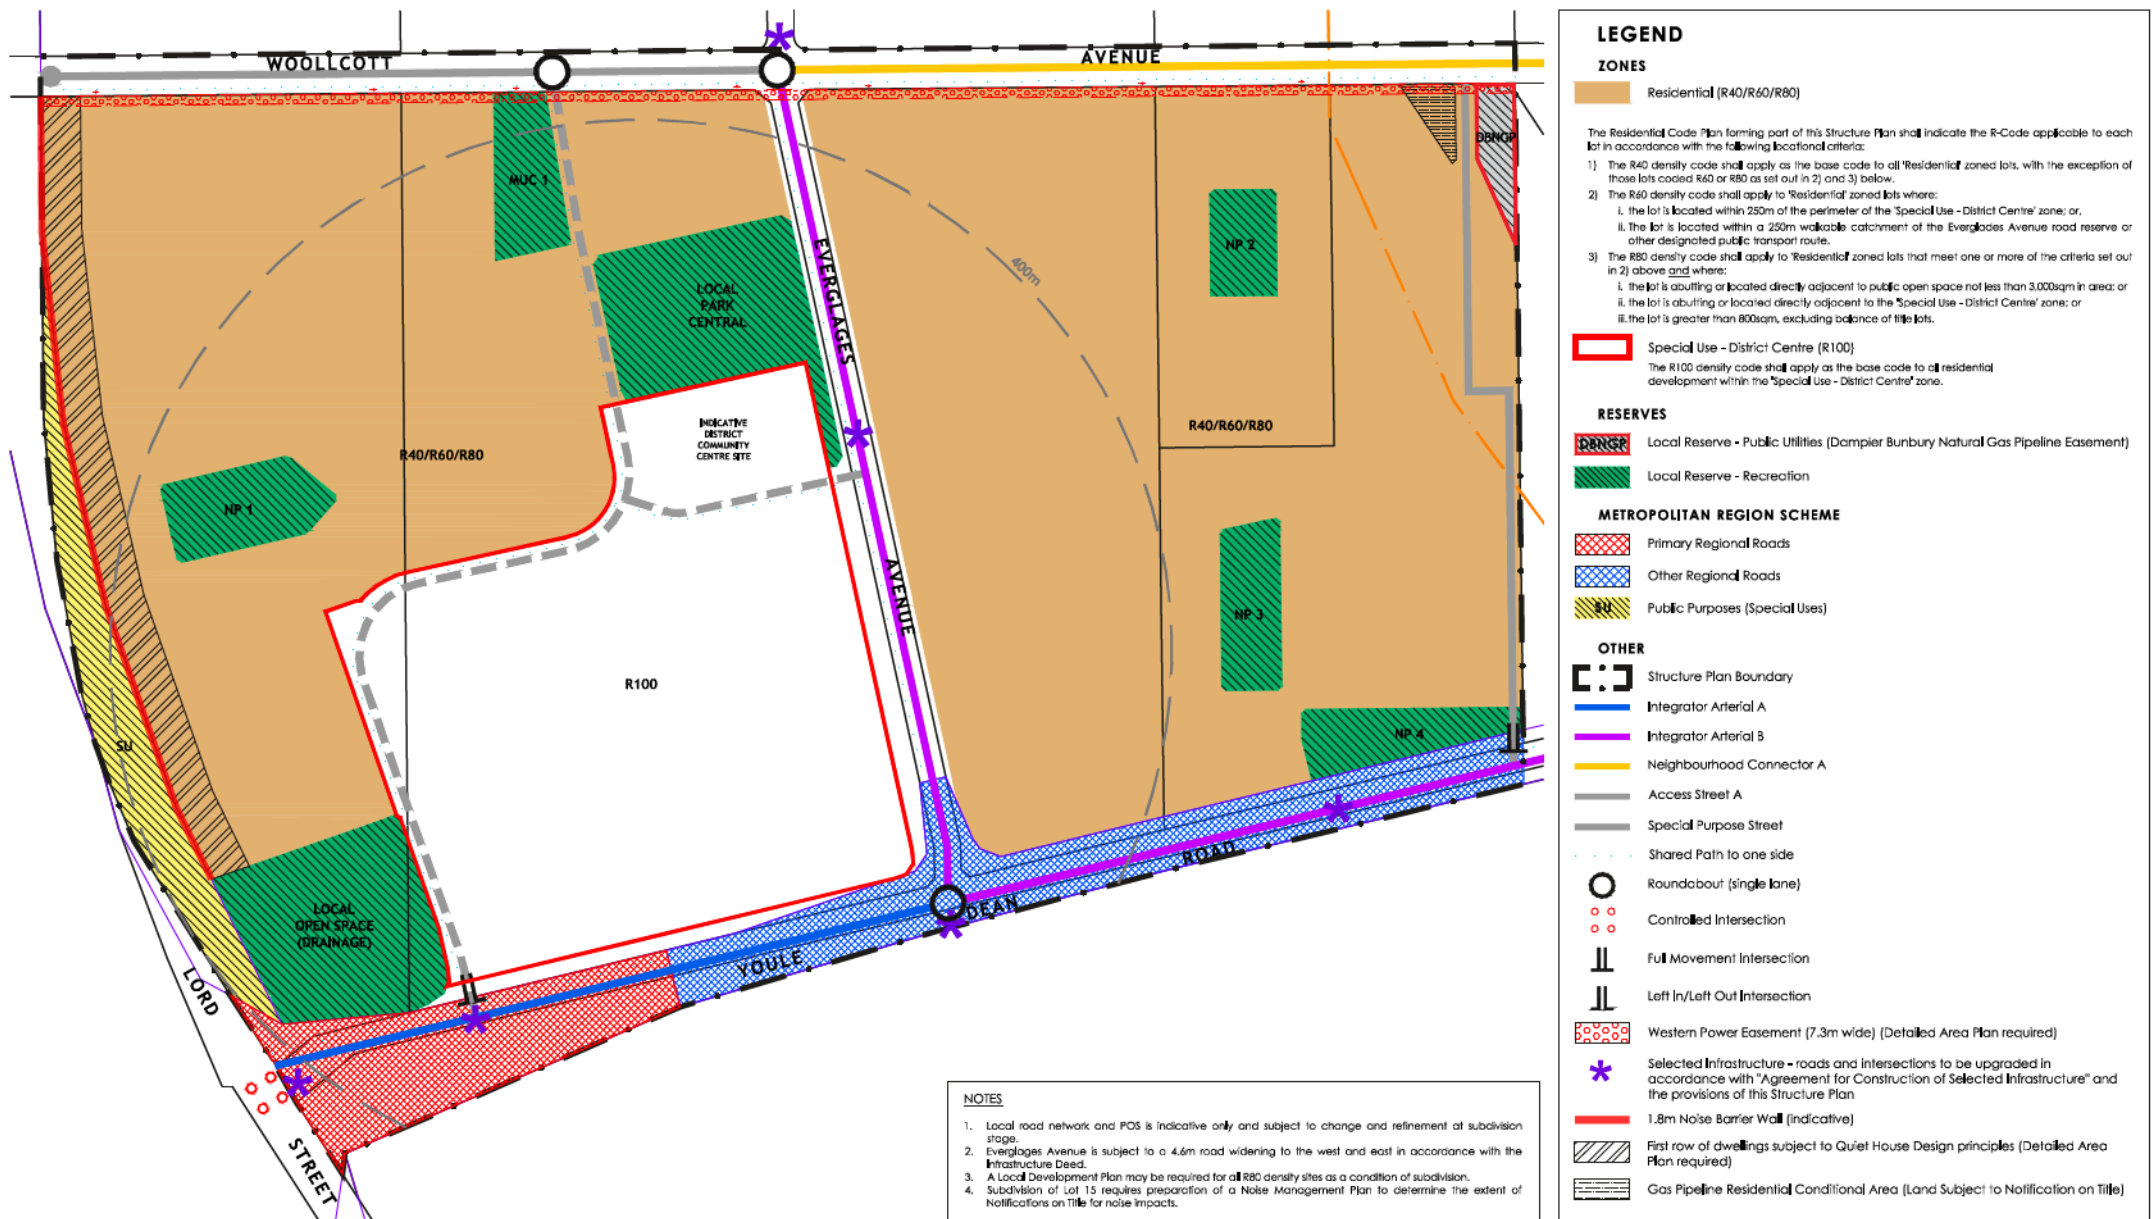 WOOLLCOTT
AVENUE
DBNGP
MUC 1
NP 2
EVERGLAGES
400m
LOCAL
PARK
CENTRAL
INDICATIVE
DISTRICT
COMMUNITY
CENTRE SITE
R40/R60/R80
R40/R60/R80
NP 1
AVENUE
NP 3
R100
NP 4
SU
ROAD
DEAN
LOCAL
OPEN SPACE
(DRAINAGE)
YOULE
LORD
STREET
NOTES
1. Local road network and POS is indicative only and subject to change and refinement at subdivision
stage.
2. Everglages Avenue is subject to a 4.6m road widening to the west and east in accordance with the
Infrastructure Deed.
3. A Local Development Plan may be required for all R80 density sites as a condition of subdivision.
4. Subdivision of Lot 15 requires preparation of a Noise Management Plan to determine the extent of
Notifications on Title for noise impacts.
LEGEND
ZONES
Residential (R40/R60/R80)
The Residential Code Plan forming part of this Structure Plan shall indicate the R-Code applicable to each
lot in accordance with the following locational criteria:
1) The R40 density code shall apply as the base code to all 'Residential' zoned lots, with the exception of
those lots coded R60 or R80 as set out in 2) and 3) below.
2) The R60 density code shall apply to 'Residential' zoned lots where:
i. the lot is located within 250m of the perimeter of the 'Special Use - District Centre' zone; or,
ii. The lot is located within a 250m walkable catchment of the Everglades Avenue road reserve or
other designated public transport route.
3) The R80 density code shall apply to 'Residential' zoned lots that meet one or more of the criteria set out
in 2) above and where:
i. the lot is abutting or located directly adjacent to public open space not less than 3,000sqm in area; or
ii. the lot is abutting or located directly adjacent to the 'Special Use - District Centre' zone; or
iii. the lot is greater than 800sqm, excluding balance of title lots.
Special Use - District Centre (R100)
The R100 density code shall apply as the base code to all residential
development within the 'Special Use - District Centre' zone.
RESERVES
DBNGP Local Reserve - Public Utilities (Dampier Bunbury Natural Gas Pipeline Easement)
Local Reserve - Recreation
METROPOLITAN REGION SCHEME
Primary Regional Roads
Other Regional Roads
SU Public Purposes (Special Uses)
OTHER
Structure Plan Boundary
Integrator Arterial A
Integrator Arterial B
Neighbourhood Connector A
Access Street A
Special Purpose Street
Shared Path to one side
Roundabout (single lane)
Controlled Intersection
Full Movement Intersection
Left In/Left Out Intersection
Western Power Easement (7.3m wide) (Detailed Area Plan required)
Selected Infrastructure - roads and intersections to be upgraded in
accordance with "Agreement for Construction of Selected Infrastructure" and
the provisions of this Structure Plan
1.8m Noise Barrier Wall (indicative)
First row of dwellings subject to Quiet House Design principles (Detailed Area
Plan required)
Gas Pipeline Residential Conditional Area (Land Subject to Notification on Title)